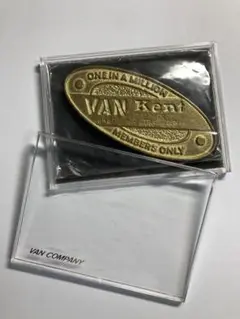 ONE IN A MILLION
VAN Kent
MEMBERS ONLY
VAN COMPANY